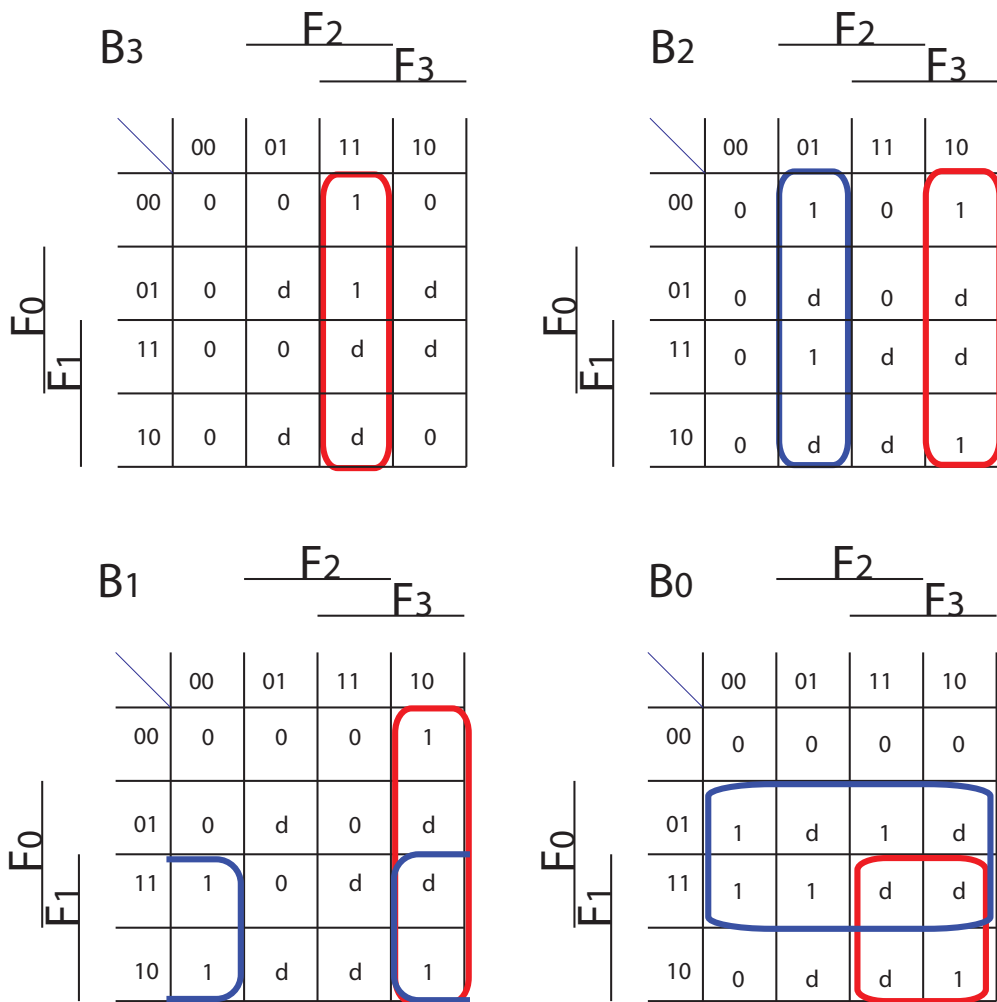 B3 F2 B2 F2
F3 F3
00 01 11 10 00 01 11 10
00 0 0 1 0 00 0 1 0 1
F0 01 0 d 1 d F0 01 0 d 0 d
F1 11 0 0 d d F1 11 0 1 d d
10 0 d d 0 10 0 d d 1
B1 F2 B0 F2
F3 F3
00 01 11 10 00 01 11 10
00 0 0 0 1 00 0 0 0 0
F0 01 0 d 0 d F0 01 1 d 1 d
F1 11 1 0 d d F1 11 1 1 d d
10 1 d d 1 10 0 d d 1